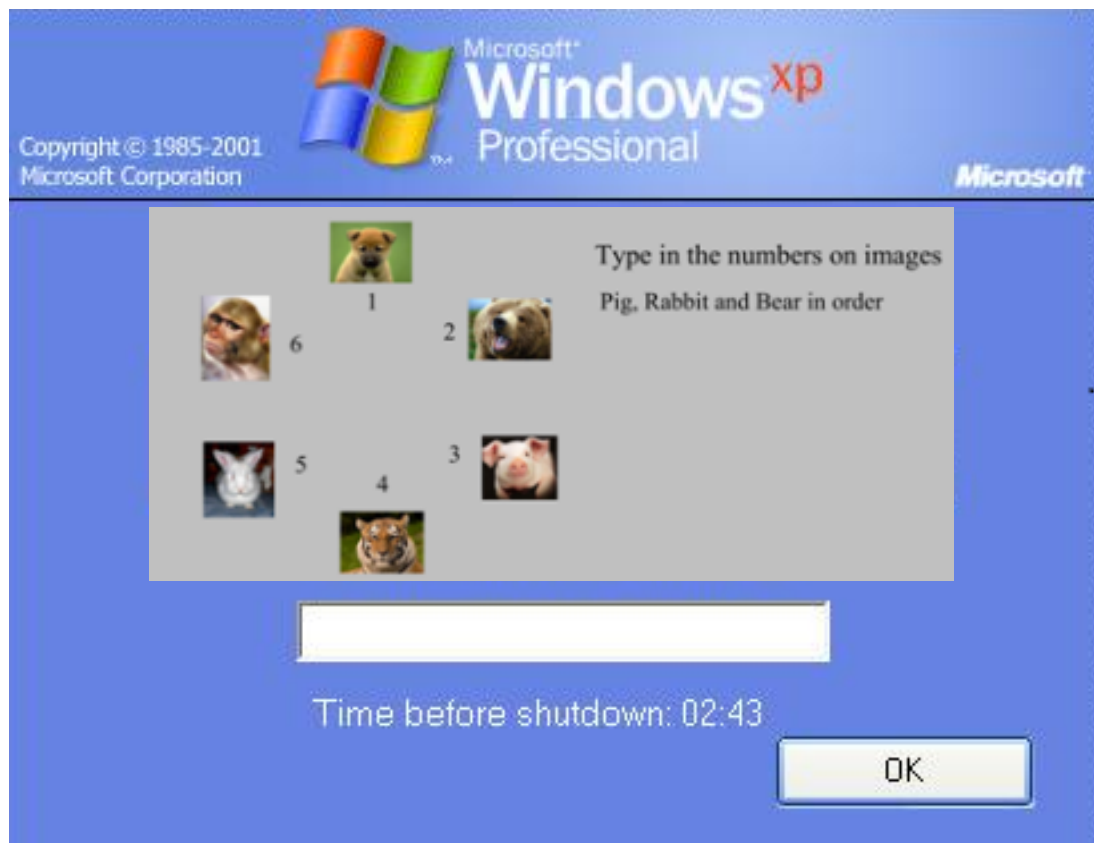 Microsoft®
Windows xp
Professional
Copyright © 1985-2001
Microsoft Corporation
Microsoft
Type in the numbers on images
Pig, Rabbit and Bear in order
1
2
6
3
5
4
Time before shutdown: 02:43
OK